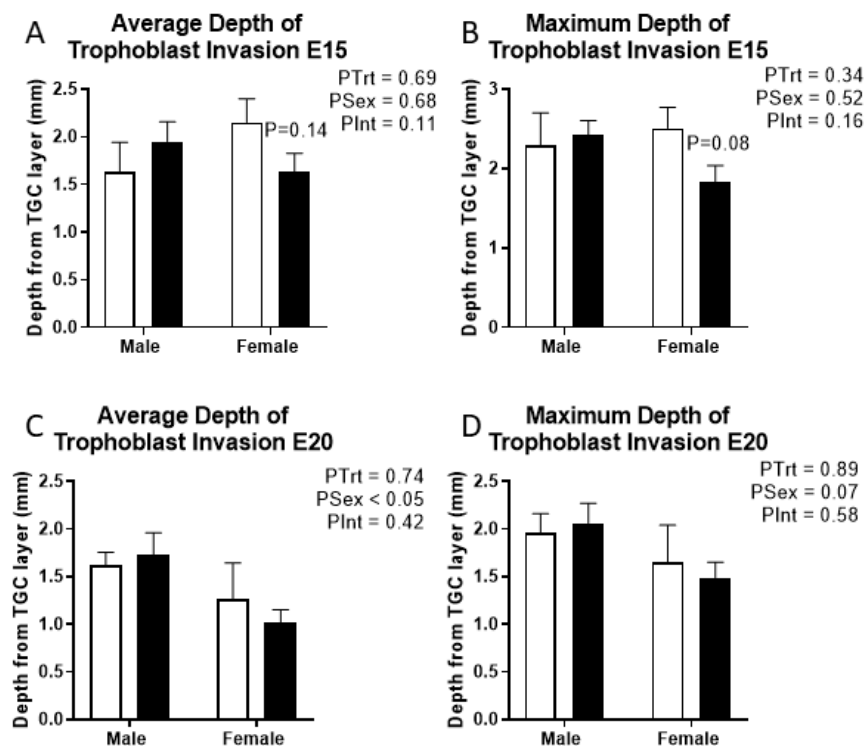 A
Average Depth of
Trophoblast Invasion E15
PTrt = 0.69
PSex = 0.68
PInt = 0.11
P=0.14
Depth from TGC layer (mm)
2.5
2.0
1.5
1.0
0.5
0.0
Male
Female
B
Maximum Depth of
Trophoblast Invasion E15
PTrt = 0.34
PSex = 0.52
PInt = 0.16
P=0.08
Depth from TGC layer (mm)
3
2
1
0
Male
Female
C
Average Depth of
Trophoblast Invasion E20
PTrt = 0.74
PSex < 0.05
PInt = 0.42
Depth from TGC layer (mm)
2.5
2.0
1.5
1.0
0.5
0.0
Male
Female
D
Maximum Depth of
Trophoblast Invasion E20
PTrt = 0.89
PSex = 0.07
PInt = 0.58
Depth from TGC layer (mm)
2.5
2.0
1.5
1.0
0.5
0.0
Male
Female